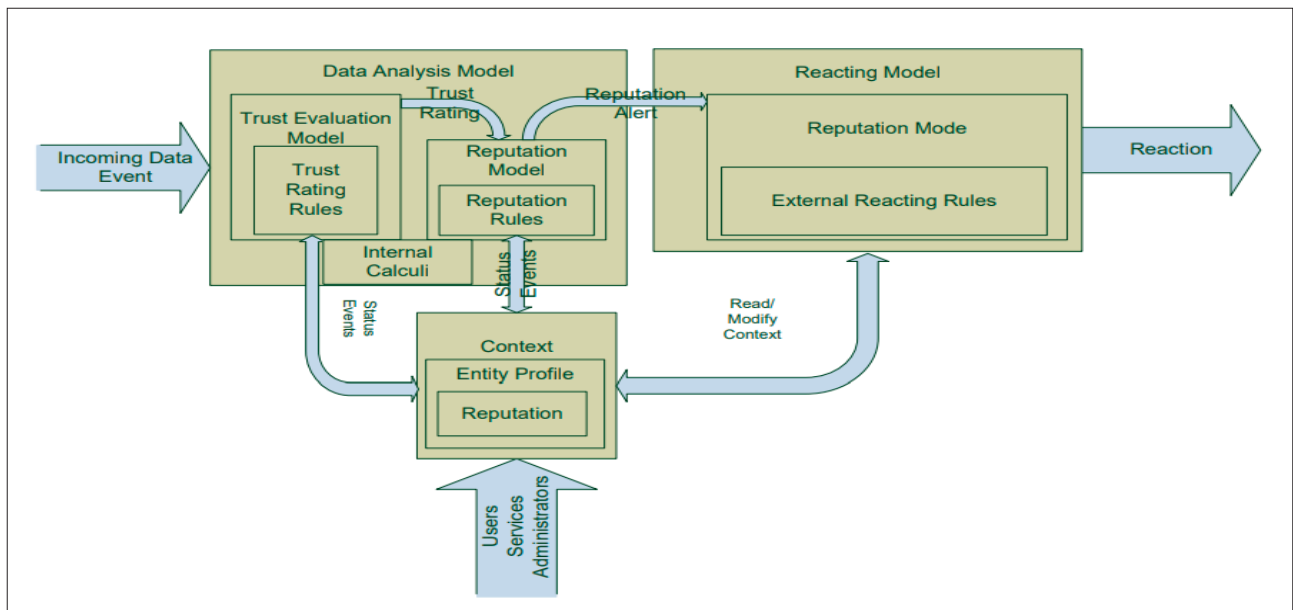 Data Analysis Model
Reacting Model
Trust
Rating
Reputation
Alert
Trust Evaluation
Model
Reputation Mode
Incoming Data
Event
Trust
Rating
Rules
Reputation
Model
Reputation
Rules
Reaction
External Reacting Rules
Internal
Calculi
Status
Events
Status
Events
Read/
Modify
Context
Context
Entity Profile
Reputation
Users
Services
Administrators